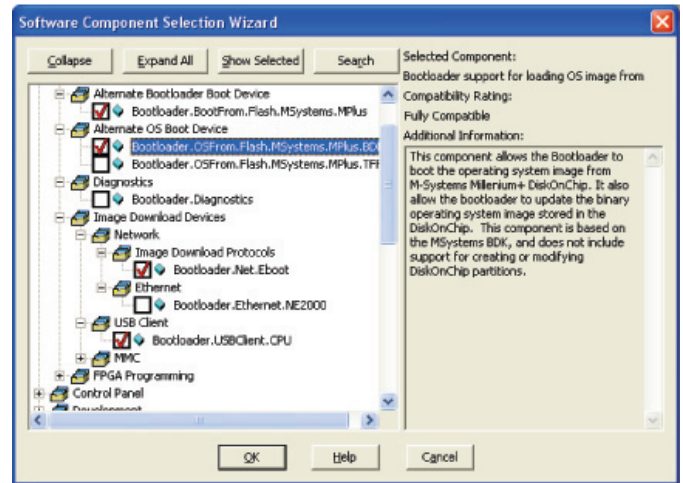 Software Component Selection Wizard
Collapse
Expand All
Show Selected
Search
Alternate Bootloader Boot Device
Bootloader.BootFrom.Flash.MSystems.MPlus
Alternate OS Boot Device
Bootloader.OSFrom.Flash.MSystems.MPlus.BDK
Bootloader.OSFrom.Flash.MSystems.MPlus.TFF
Diagnostics
Bootloader.Diagnostics
Image Download Devices
Network
Image Download Protocols
Bootloader.Net.Eboot
Ethernet
Bootloader.Ethernet.NE2000
USB Client
Bootloader.USBClient.CPU
MMC
FPGA Programming
Control Panel
Development
Selected Component:
Bootloader support for loading OS image from
Compatibility Rating:
Fully Compatible
Additional Information:
This component allows the Bootloader to
boot the operating system image from
M-Systems Millenium+ DiskOnChip. It also
allow the bootloader to update the binary
operating system image stored in the
DiskOnChip. This component is based on
the MSystems BDK, and does not include
support for creating or modifying
DiskOnChip partitions.
OK
Help
Cancel